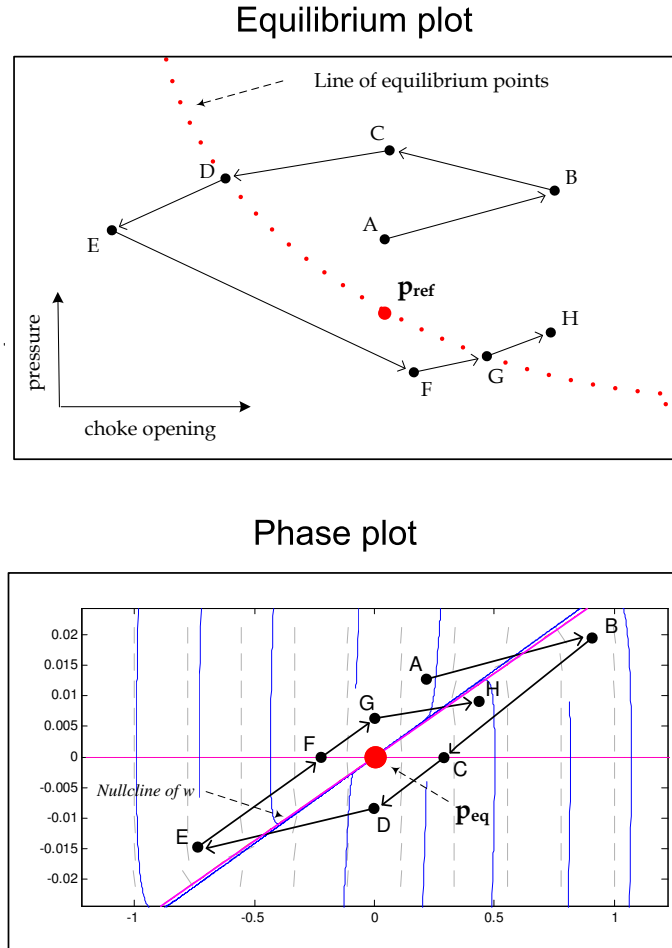 Equilibrium plot
Line of equilibrium points
C
D
B
A
E
p_ref
H
pressure
F
G
choke opening
Phase plot
0.02
B
0.015
A
0.01
H
G
0.005
F
0
C
-0.005
Nullcline of w
p_eq
D
-0.01
E
-0.015
-0.02
-1
-0.5
0
0.5
1